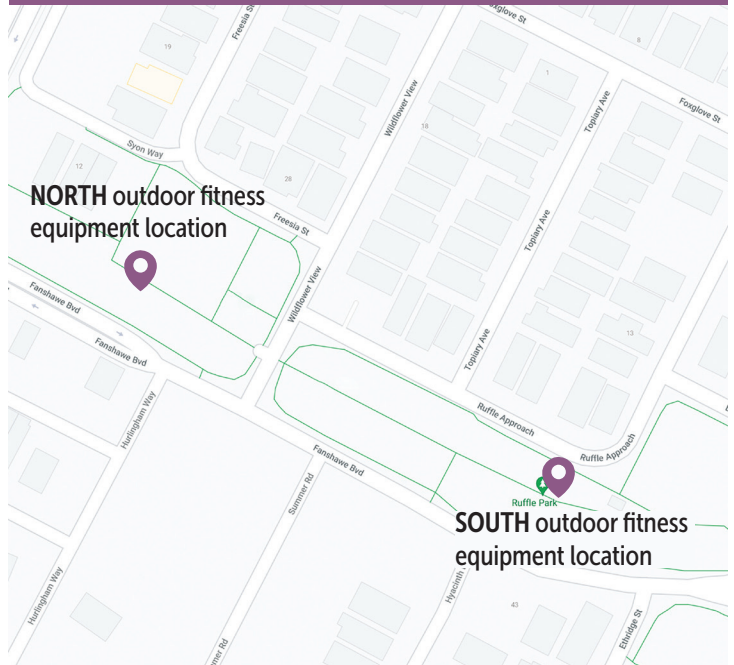 Foxglove St
Freesia St
19
8
1
Wildflower View
Foxglove St
Topiary Ave
18
Syon Way
12
28
NORTH outdoor fitness
equipment location
Freesia St
Topiary Ave
Fanshawe Bvd
Wildflower View
13
Topiary Ave
Fanshawe Bvd
Hurlingham Way
Ruffle Approach
Ruffle Approach
Fanshawe Bvd
Summer Rd
Ruffle Park
SOUTH outdoor fitness
equipment location
Hurlingham Way
43
Ethridge St